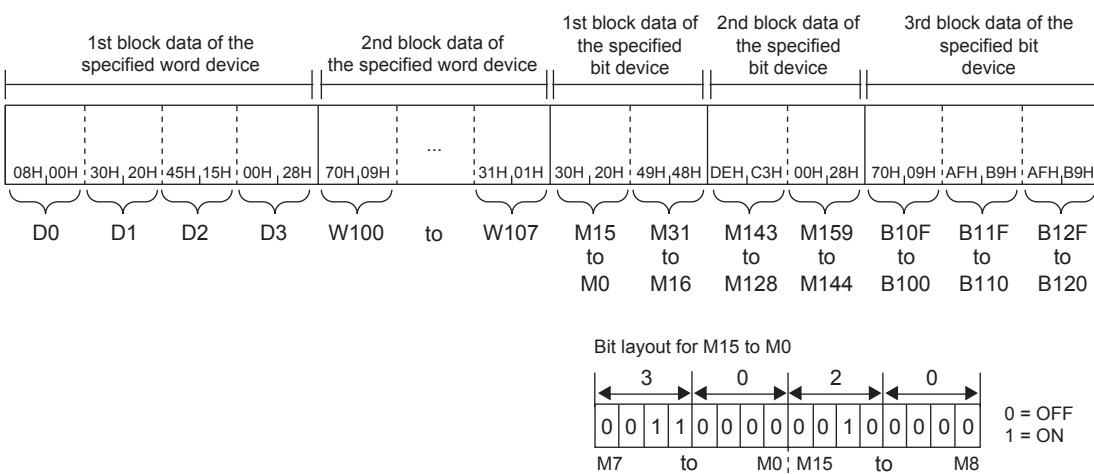 1st block data of the specified word device
2nd block data of the specified word device
1st block data of the specified bit device
2nd block data of the specified bit device
3rd block data of the specified bit device
08H 00H 30H 20H 45H 15H 00H 28H 70H 09H ... 31H 01H 30H 20H 49H 48H DEH C3H 00H 28H 70H 09H AFH B9H AFH B9H
D0 D1 D2 D3 W100 to W107 M15 M31 M143 M159 B10F B11F B12F
to to to to to to to
M0 M16 M128 M144 B100 B110 B120
Bit layout for M15 to M0
3 0 2 0
0 0 1 1 0 0 0 0 0 0 1 0 0 0 0 0
0 = OFF
1 = ON
M7 to M0 M15 to M8